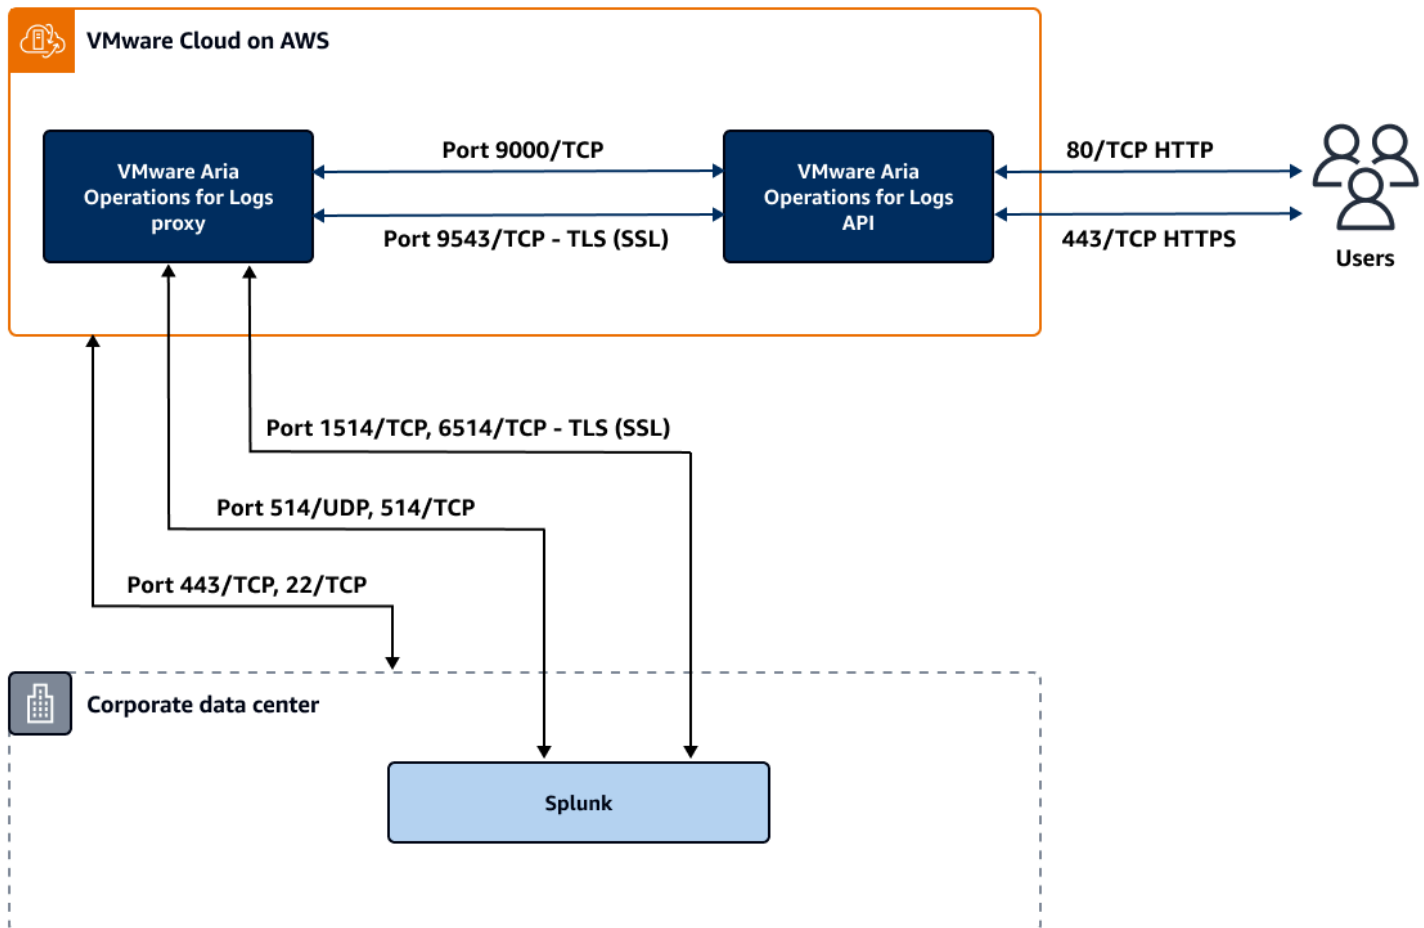 VMware Cloud on AWS
VMware Aria
Operations for Logs
proxy
Port 9000/TCP
Port 9543/TCP - TLS (SSL)
VMware Aria
Operations for Logs
API
80/TCP HTTP
443/TCP HTTPS
Users
Port 1514/TCP, 6514/TCP - TLS (SSL)
Port 514/UDP, 514/TCP
Port 443/TCP, 22/TCP
Corporate data center
Splunk